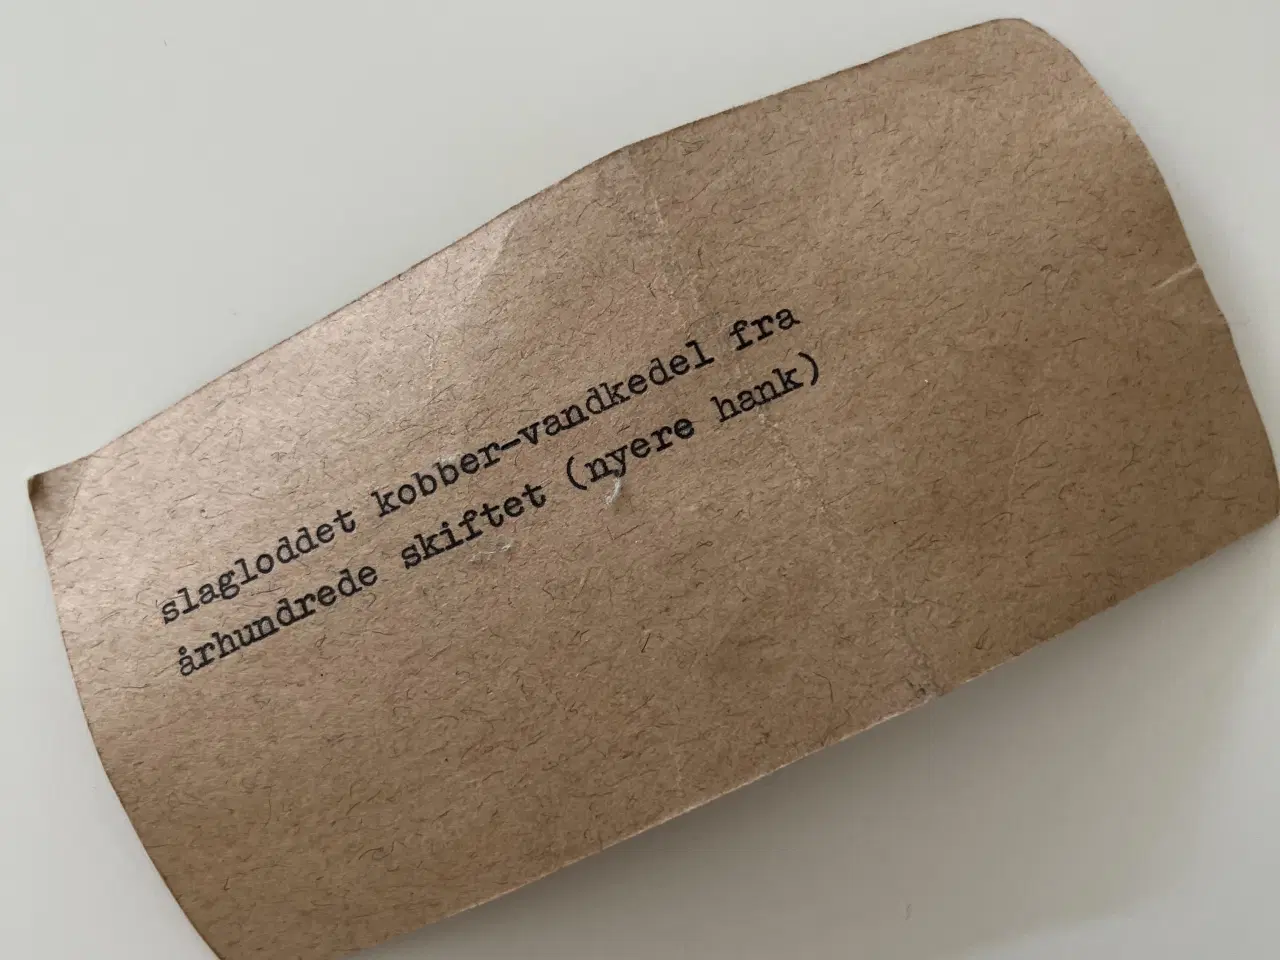 slagloddet kobber-vandkedel fra
århundrede skiftet (nyere hank)